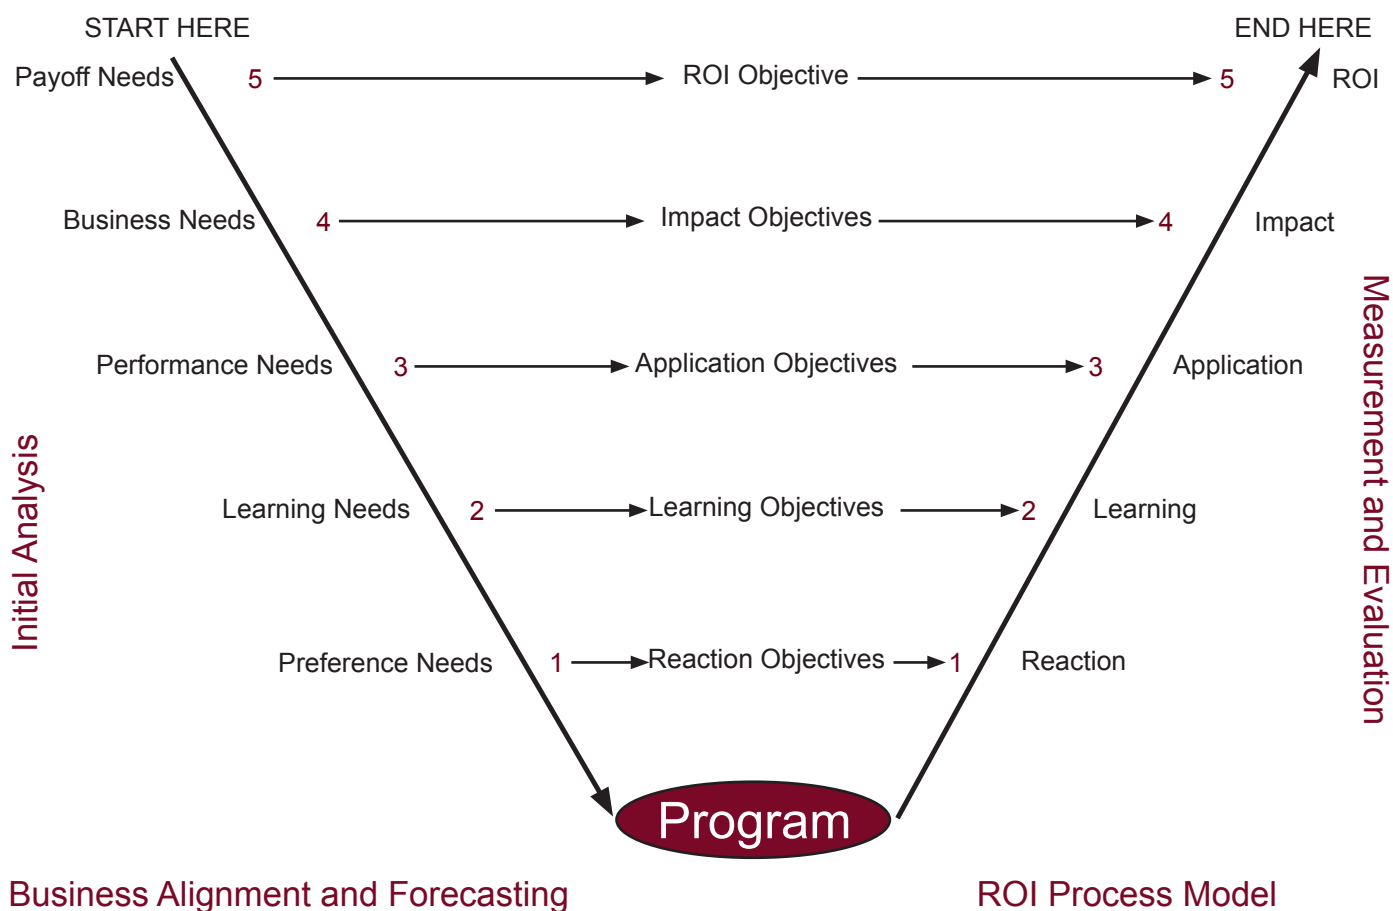 START HERE
END HERE
Payoff Needs 5 ROI Objective 5 ROI
Business Needs 4 Impact Objectives 4 Impact
Performance Needs 3 Application Objectives 3 Application
Learning Needs 2 Learning Objectives 2 Learning
Preference Needs 1 Reaction Objectives 1 Reaction
Initial Analysis
Measurement and Evaluation
Program
Business Alignment and Forecasting
ROI Process Model